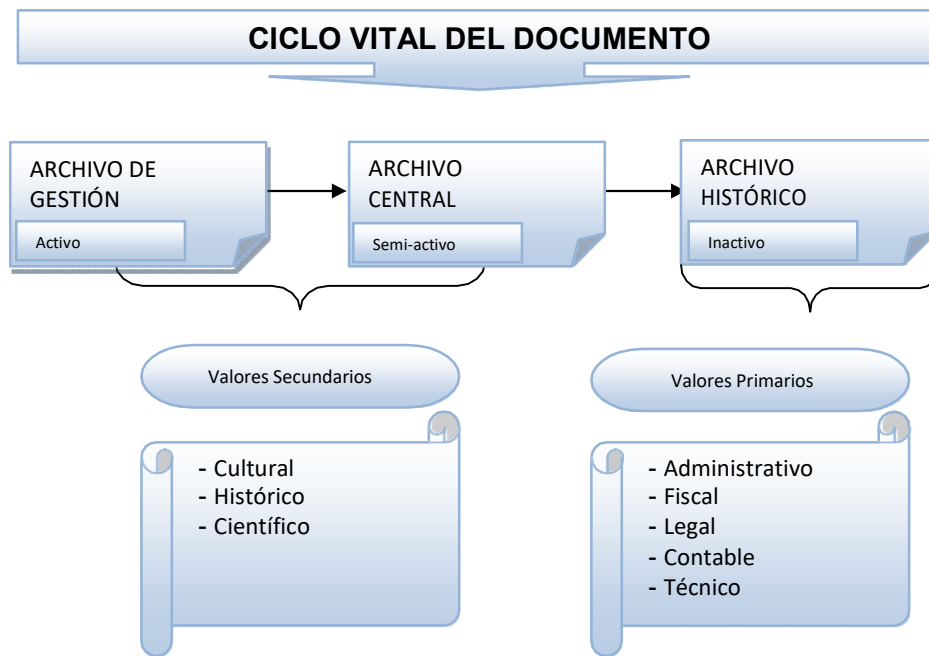 CICLO VITAL DEL DOCUMENTO
ARCHIVO DE
GESTIÓN
Activo
ARCHIVO
CENTRAL
Semi-activo
ARCHIVO
HISTÓRICO
Inactivo
Valores Secundarios
- Cultural
- Histórico
- Científico
Valores Primarios
- Administrativo
- Fiscal
- Legal
- Contable
- Técnico